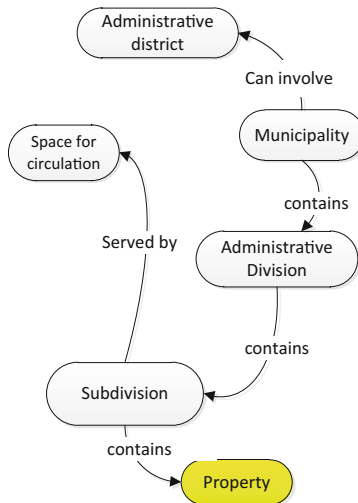 Administrative
district
Can involve
Municipality
Space for
circulation
contains
Served by
Administrative
Division
contains
Subdivision
contains
Property